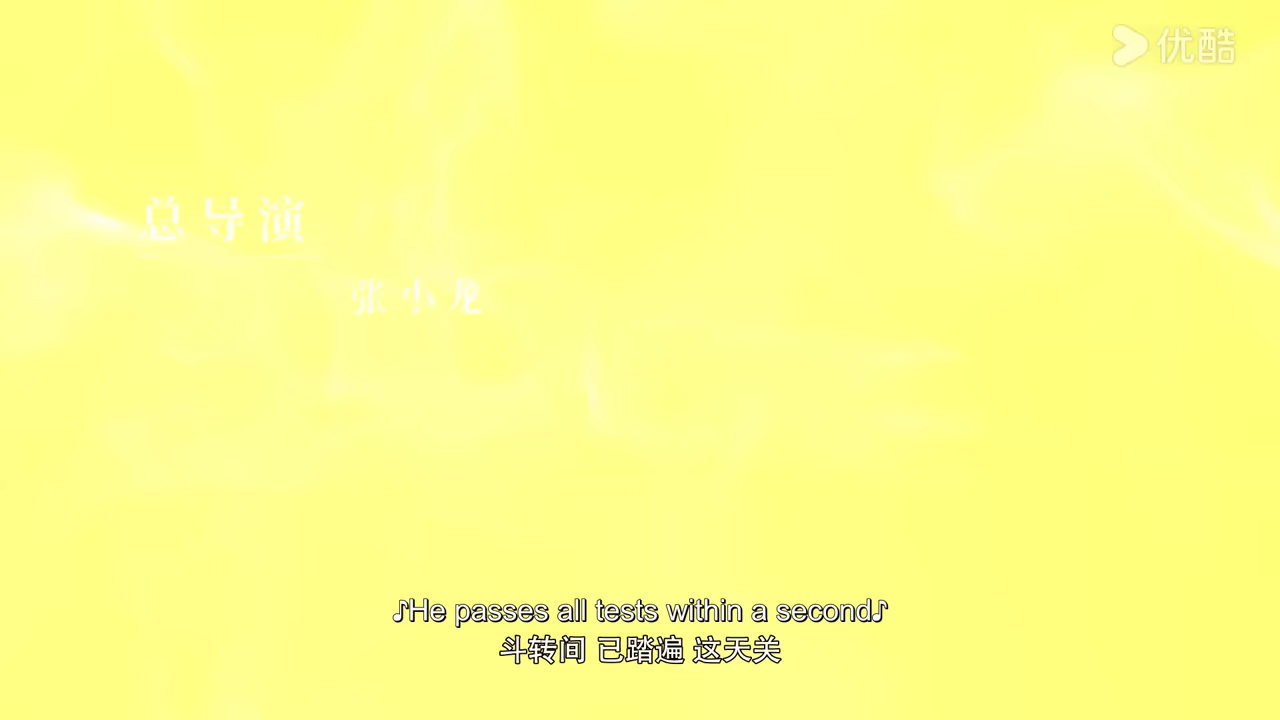 优酷
总导演
张小龙
♪He passes all tests within a second♪
斗转间 已踏遍 这天关